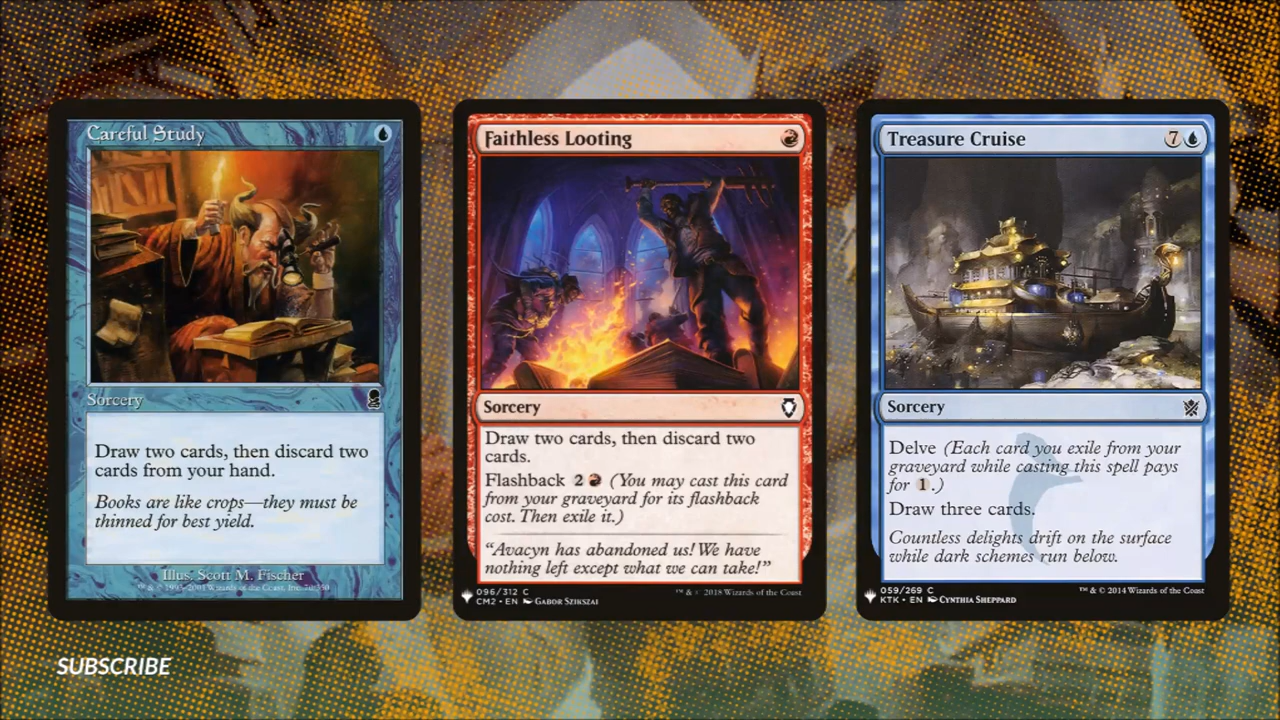 Careful Study
Sorcery
Draw two cards, then discard two
cards from your hand.
Books are like crops—they must be
thinned for best yield.
Illus. Scott M. Fischer
Faithless Looting
Sorcery
Draw two cards, then discard two
cards.
Flashback 2 (You may cast this card
from your graveyard for its flashback
cost. Then exile it.)
"Avacyn has abandoned us! We have
nothing left except what we can take!"
096/312 C
CM2 • EN Gabor Szikszai
™ & © 2018 Wizards of the Coast
Treasure Cruise
7
Sorcery
Delve (Each card you exile from your
graveyard while casting this spell pays
for 1.)
Draw three cards.
Countless delights drift on the surface
while dark schemes run below.
059/269 C
KTK • EN Cynthia Sheppard
™ & © 2014 Wizards of the Coast
SUBSCRIBE